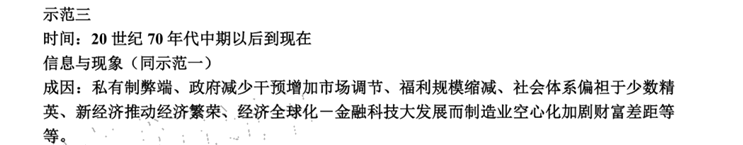 示范三
时间：20 世纪 70 年代中期以后到现在
信息与现象（同示范一）
成因：私有制弊端、政府减少干预增加市场调节、福利规模缩减、社会体系偏袒于少数精
英、新经济推动经济繁荣、经济全球化－金融科技大发展而制造业空心化加剧财富差距等
等。